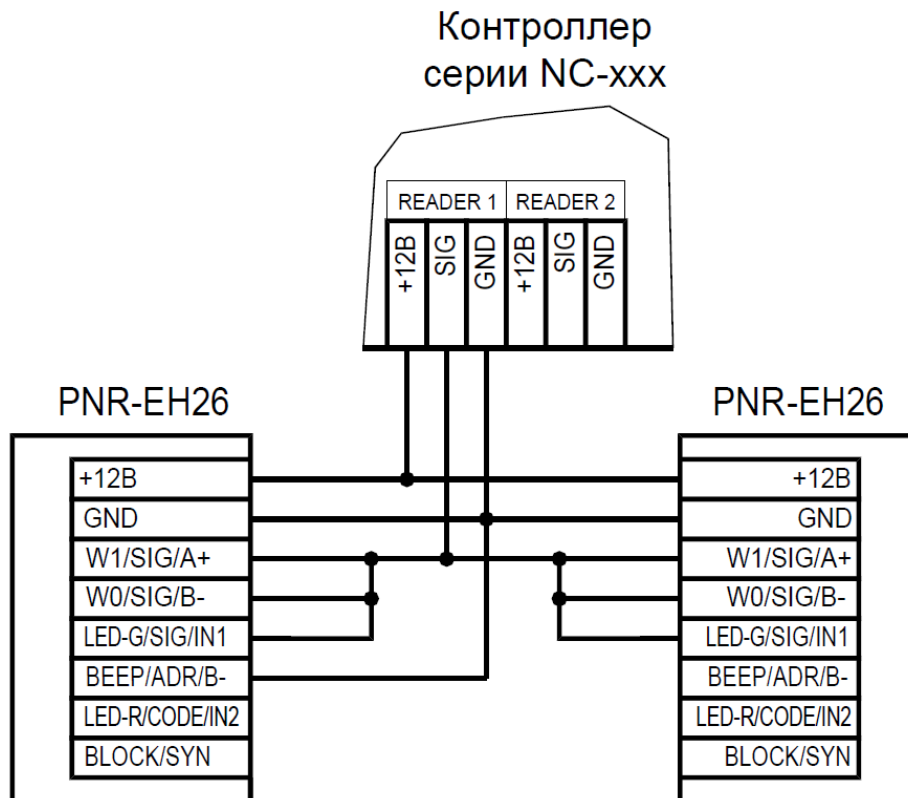 Контроллер
серии NC-xxx
READER 1 READER 2
+12В SIG GND +12В SIG GND
PNR-EH26
+12В
GND
W1/SIG/A+
W0/SIG/B-
LED-G/SIG/IN1
BEEP/ADR/B-
LED-R/CODE/IN2
BLOCK/SYN
PNR-EH26
+12В
GND
W1/SIG/A+
W0/SIG/B-
LED-G/SIG/IN1
BEEP/ADR/B-
LED-R/CODE/IN2
BLOCK/SYN